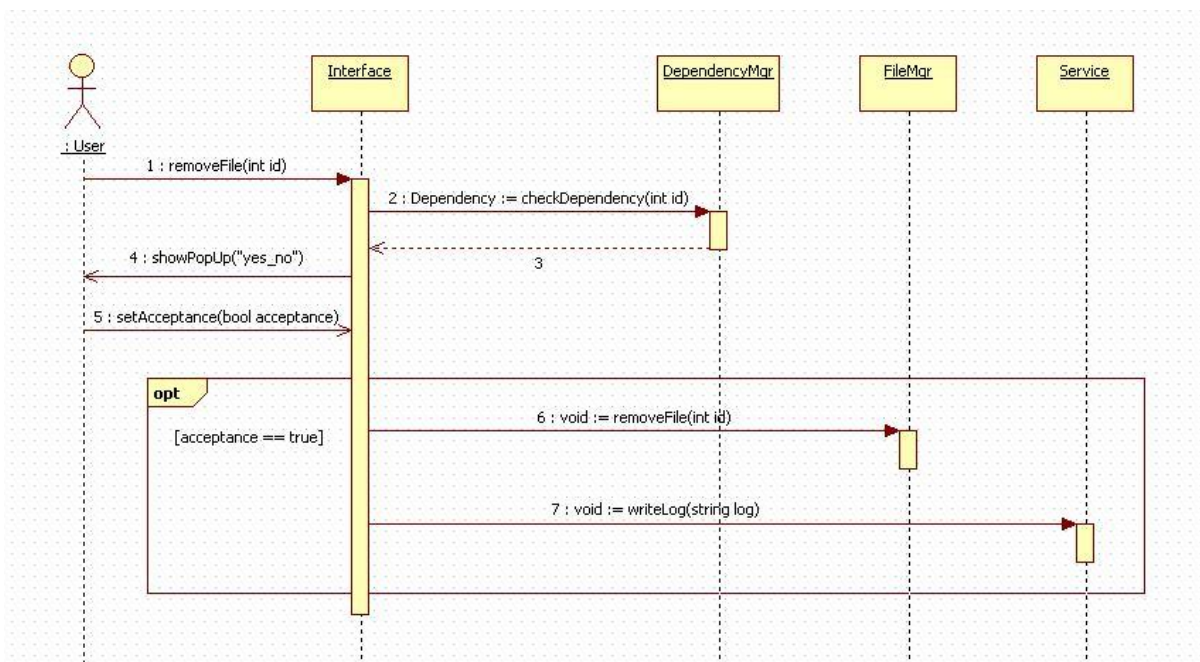 Interface
DependencyMgr
FileMgr
Service
: User
1 : removeFile(int id)
2 : Dependency := checkDependency(int id)
3
4 : showPopUp("yes_no")
5 : setAcceptance(bool acceptance)
opt
[acceptance == true]
6 : void := removeFile(int id)
7 : void := writeLog(string log)